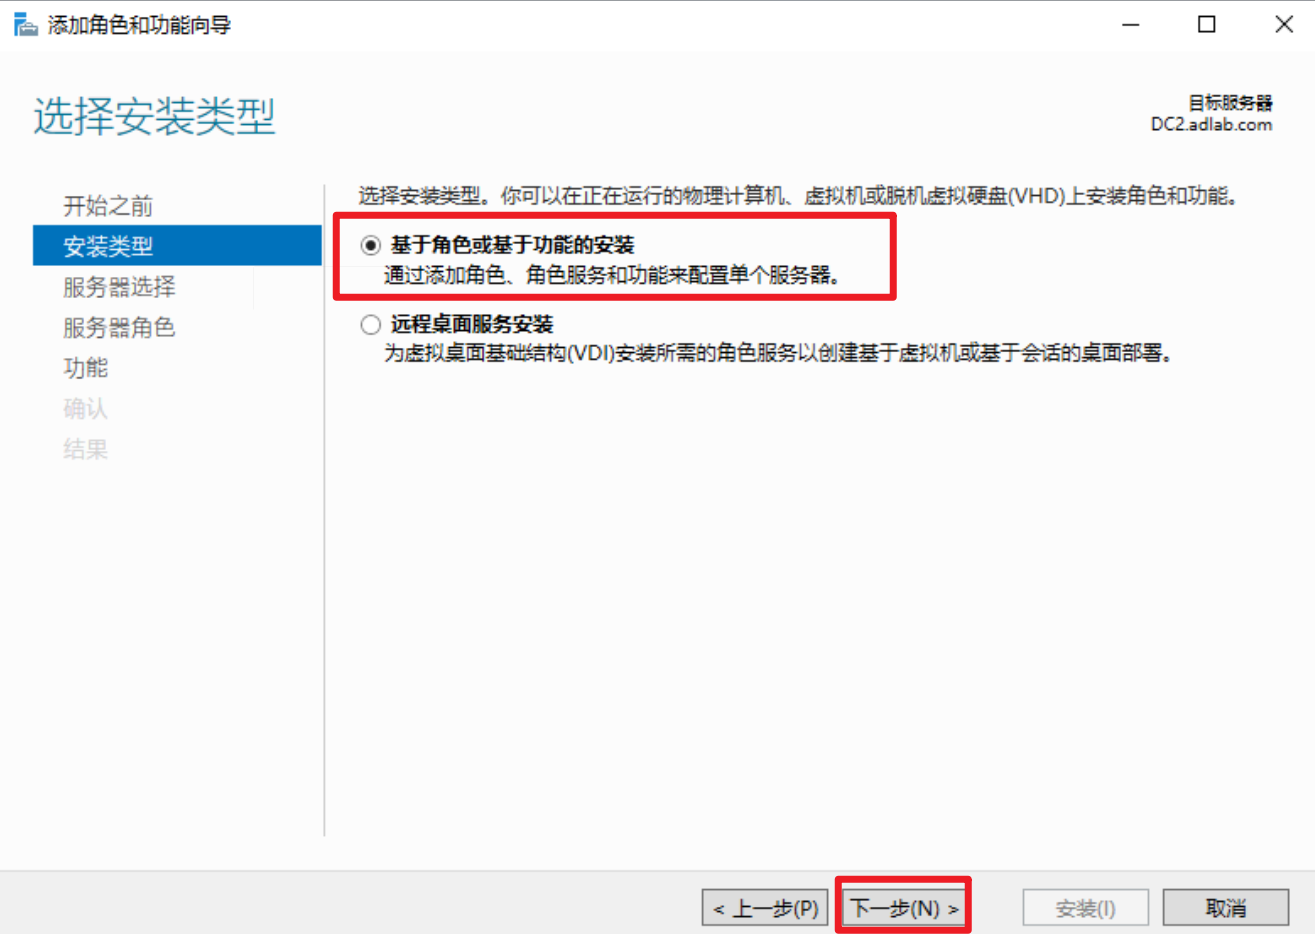 添加角色和功能向导
选择安装类型
目标服务器
DC2.adlab.com
开始之前
安装类型
服务器选择
服务器角色
功能
确认
结果
选择安装类型。你可以在正在运行的物理计算机、虚拟机或脱机虚拟硬盘(VHD)上安装角色和功能。
基于角色或基于功能的安装
通过添加角色、角色服务和功能来配置单个服务器。
远程桌面服务安装
为虚拟桌面基础结构(VDI)安装所需的角色服务以创建基于虚拟机或基于会话的桌面部署。
< 上一步(P)
下一步(N) >
安装(I)
取消